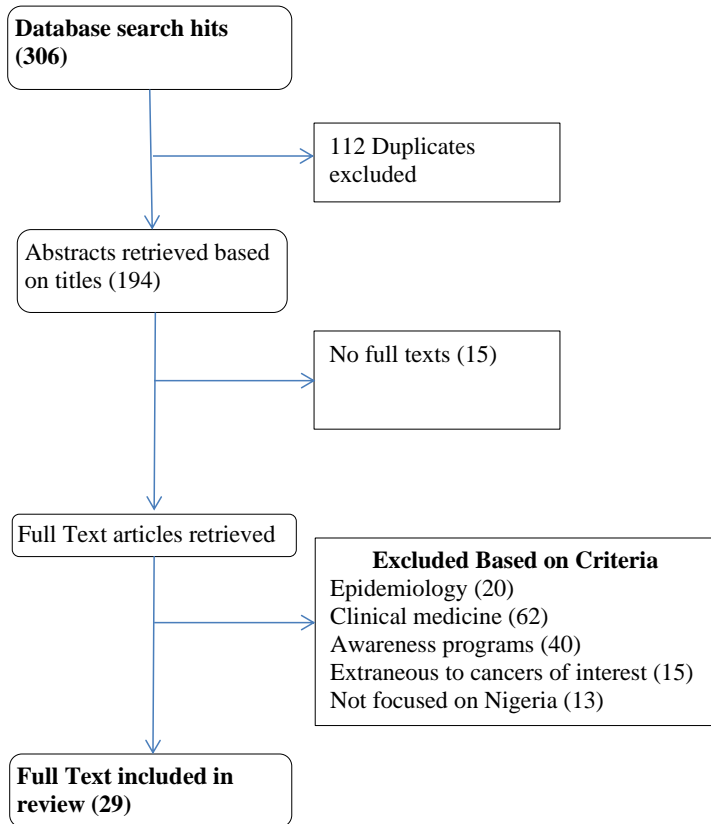 Database search hits
(306)
112 Duplicates
excluded
Abstracts retrieved based
on titles (194)
No full texts (15)
Full Text articles retrieved
Excluded Based on Criteria
Epidemiology (20)
Clinical medicine (62)
Awareness programs (40)
Extraneous to cancers of interest (15)
Not focused on Nigeria (13)
Full Text included in
review (29)